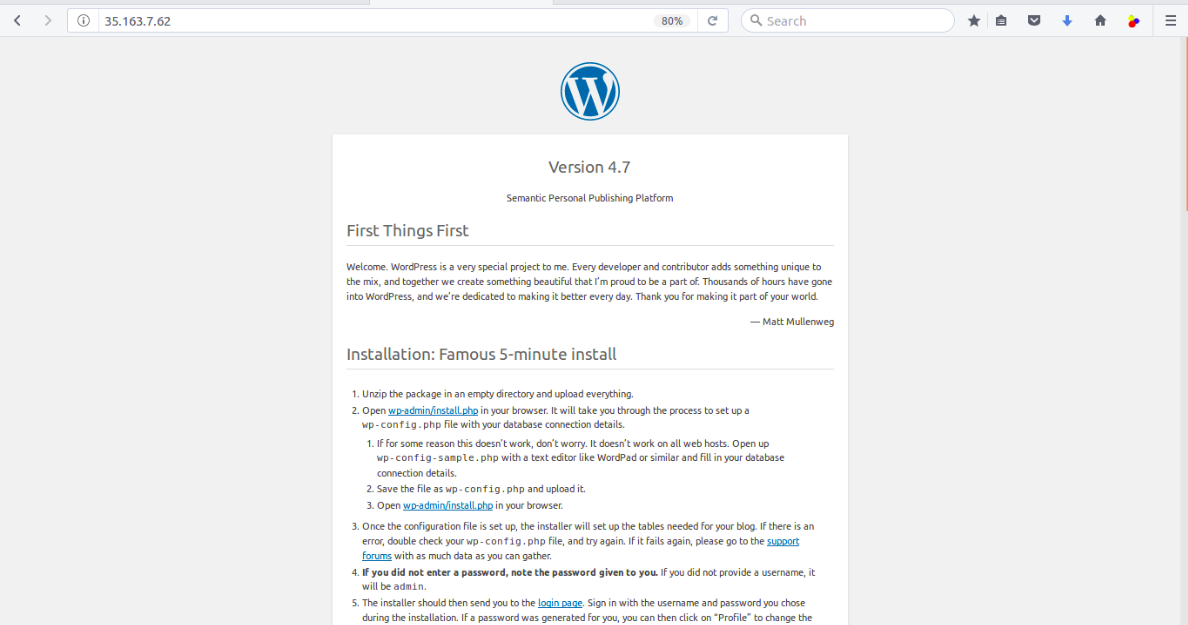 35.163.7.62
80%
Search
Version 4.7
Semantic Personal Publishing Platform
First Things First
Welcome. WordPress is a very special project to me. Every developer and contributor adds something unique to
the mix, and together we create something beautiful that I'm proud to be a part of. Thousands of hours have gone
into WordPress, and we're dedicated to making it better every day. Thank you for making it part of your world.
— Matt Mullenweg
Installation: Famous 5-minute install
1. Unzip the package in an empty directory and upload everything.
2. Open wp-admin/install.php in your browser. It will take you through the process to set up a
wp-config.php file with your database connection details.
1. If for some reason this doesn't work, don't worry. It doesn't work on all web hosts. Open up
wp-config-sample.php with a text editor like WordPad or similar and fill in your database
connection details.
2. Save the file as wp-config.php and upload it.
3. Open wp-admin/install.php in your browser.
3. Once the configuration file is set up, the installer will set up the tables needed for your blog. If there is an
error, double check your wp-config.php file, and try again. If it fails again, please go to the support
forums with as much data as you can gather.
4. If you did not enter a password, note the password given to you. If you did not provide a username, it
will be admin.
5. The installer should then send you to the login page. Sign in with the username and password you chose
during the installation. If a password was generated for you, you can then click on "Profile" to change the